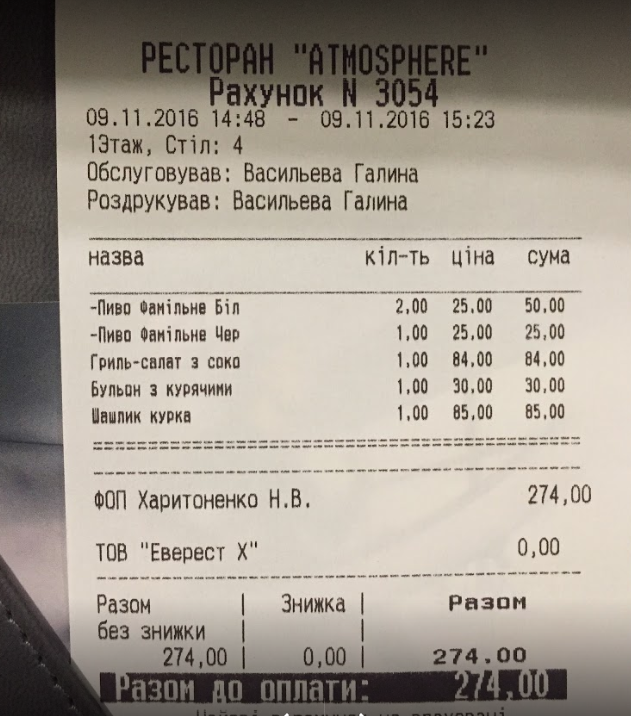 РЕСТОРАН "ATMOSPHERE"
Рахунок N 3054
09.11.2016 14:48 - 09.11.2016 15:23
1Этаж, Стіл: 4
Обслуговував: Васильева Галина
Роздрукував: Васильева Галина
назва кіл-ть ціна сума
-Пиво Фамільне Біл 2,00 25,00 50,00
-Пиво Фамільне Чер 1,00 25,00 25,00
Гриль-салат з соко 1,00 84,00 84,00
Бульон з курячими 1,00 30,00 30,00
Шашлик курка 1,00 85,00 85,00
ФОП Харитоненко Н.В. 274,00
ТОВ "Еверест Х" 0,00
Разом | Знижка | Разом
без знижки | |
274,00 | 0,00 | 274.00
Разом до оплати: 274,00